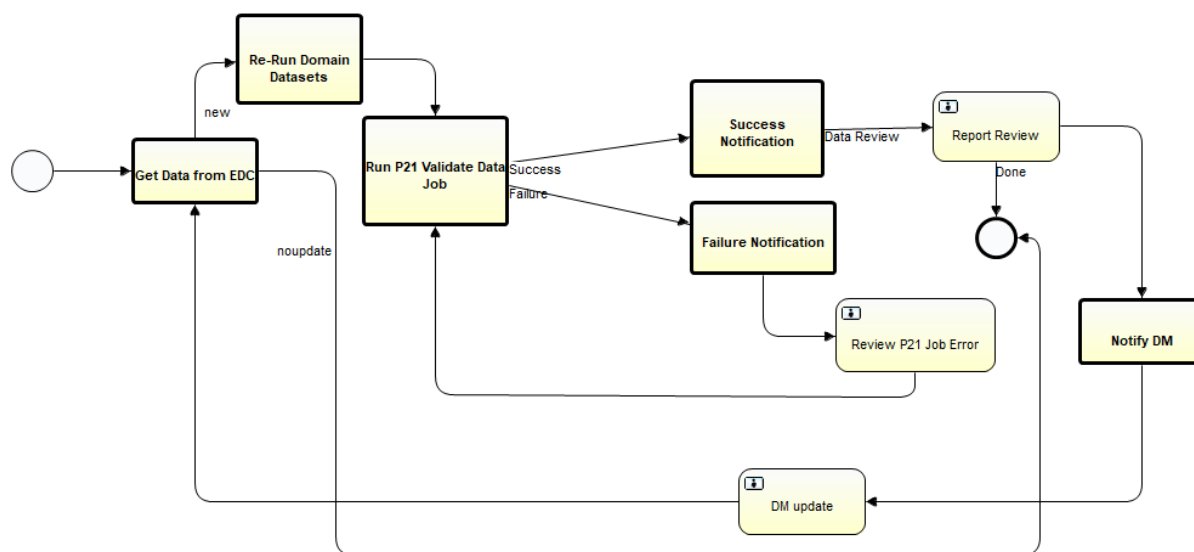 Re-Run Domain
Datasets
new
Get Data from EDC
noupdate
Run P21 Validate Data
Job
Success
Failure
Success
Notification
Data Review
Report Review
Done
Failure Notification
Review P21 Job Error
Notify DM
DM update